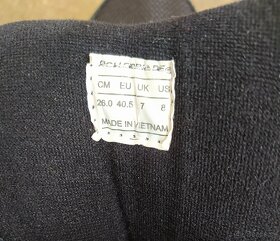 CM EU UK US
26.0 40.5 7 8
MADE IN VIETNAM